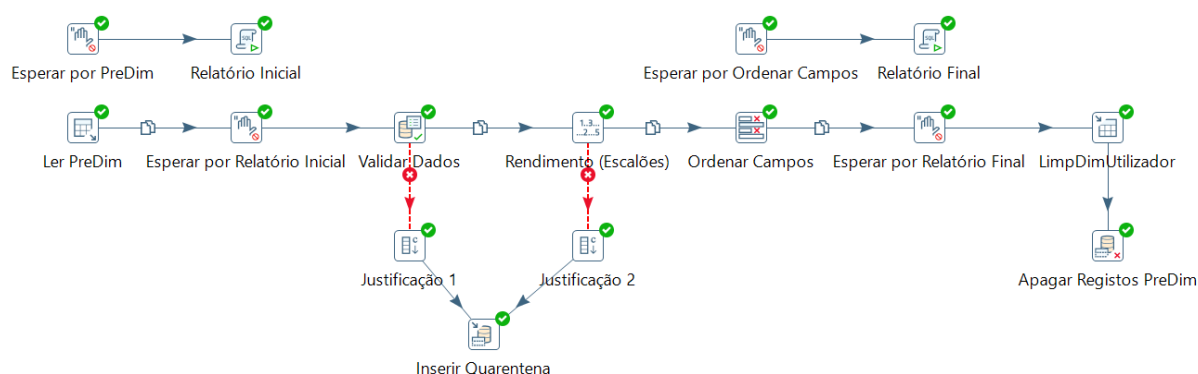 Esperar por PreDim
Relatório Inicial
Esperar por Ordenar Campos
Relatório Final
Ler PreDim
Esperar por Relatório Inicial
Validar Dados
Rendimento (Escalões)
Ordenar Campos
Esperar por Relatório Final
LimpDimUtilizador
Justificação 1
Justificação 2
Apagar Registos PreDim
Inserir Quarentena